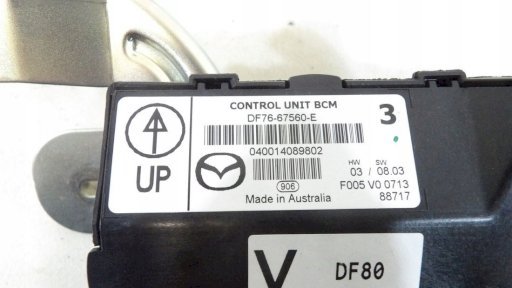 CONTROL UNIT BCM
DF76-67560-E
3
040014089802
UP
HW SW
03 / 08.03
906
F005 V0 0713
Made in Australia
88717
V DF80